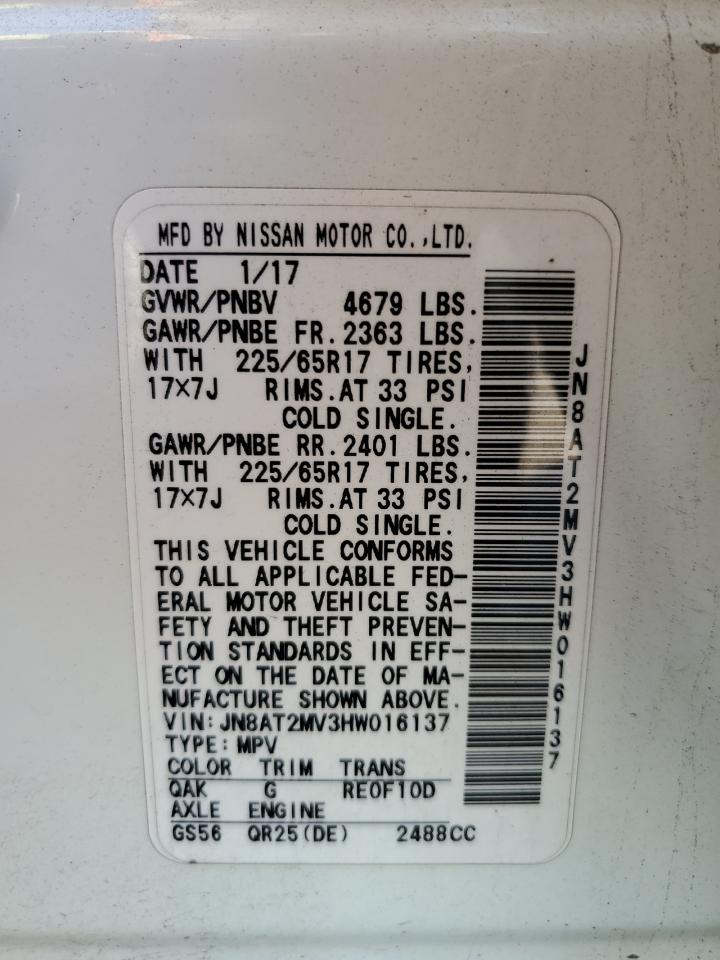 MFD BY NISSAN MOTOR CO.,LTD.
DATE 1/17
GVWR/PNBV 4679 LBS.
GAWR/PNBE FR.2363 LBS.
WITH 225/65R17 TIRES,
17×7J RIMS.AT 33 PSI
COLD SINGLE.
GAWR/PNBE RR.2401 LBS.
WITH 225/65R17 TIRES,
17×7J RIMS.AT 33 PSI
COLD SINGLE.
THIS VEHICLE CONFORMS
TO ALL APPLICABLE FED-
ERAL MOTOR VEHICLE SA-
FETY AND THEFT PREVEN-
TION STANDARDS IN EFF-
ECT ON THE DATE OF MA-
NUFACTURE SHOWN ABOVE.
VIN:JN8AT2MV3HW016137
TYPE:MPV
COLOR TRIM TRANS
QAK G RE0F10D
AXLE ENGINE
GS56 QR25(DE) 2488CC
JN8AT2MV3HW016137